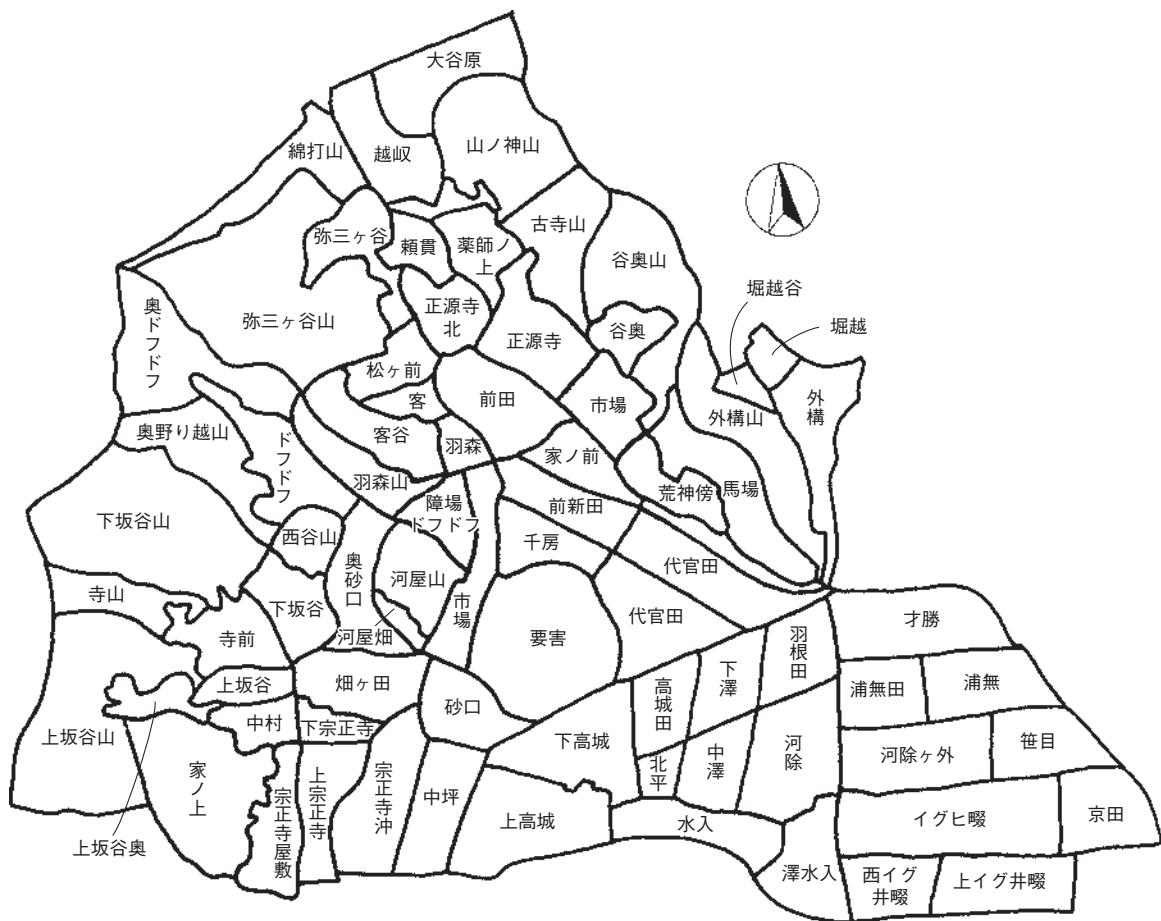 大谷原
綿打山
越㕝
山ノ神山
弥三ヶ谷
頼貫
薬師ノ
上
古寺山
谷奥山
堀越谷
堀越
奥ドフドフ
弥三ヶ谷山
正源寺
北
正源寺
谷奥
松ヶ前
客
前田
市場
外構山
外構
奥野り越山
ドフドフ
客谷
羽森
家ノ前
羽森山
障場
ドフドフ
前新田
荒神傍
馬場
下坂谷山
西谷山
奥砂口
河屋山
千房
代官田
寺山
寺前
下坂谷
河屋畑
市場
要害
代官田
羽根田
才勝
上坂谷
畑ヶ田
砂口
高城田
下澤
浦無田
浦無
上坂谷山
中村
下宗正寺
下高城
北平
中澤
河除
河除ヶ外
笹目
家ノ上
宗正寺屋敷
上宗正寺
宗正寺沖
中坪
上高城
水入
イグヒ畷
京田
上坂谷奥
澤水入
西イグ
井畷
上イグ井畷